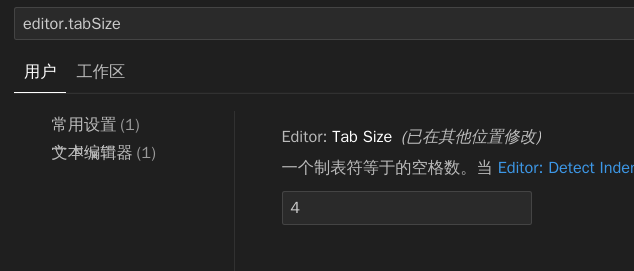 editor.tabSize
用户 工作区
常用设置 (1)
文本编辑器 (1)
Editor: Tab Size (已在其他位置修改)
一个制表符等于的空格数。当 Editor: Detect Inden
4